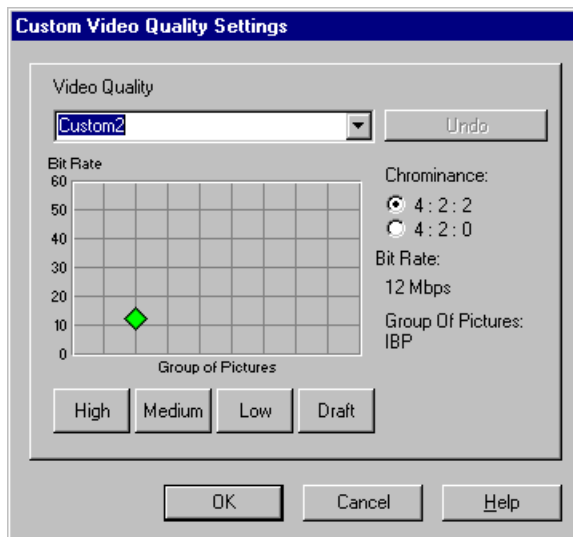 Custom Video Quality Settings
Video Quality
Custom2
Undo
Bit Rate
60
50
40
30
20
10
0
Group of Pictures
Chrominance:
4 : 2 : 2
4 : 2 : 0
Bit Rate:
12 Mbps
Group Of Pictures:
IBP
High
Medium
Low
Draft
OK
Cancel
Help